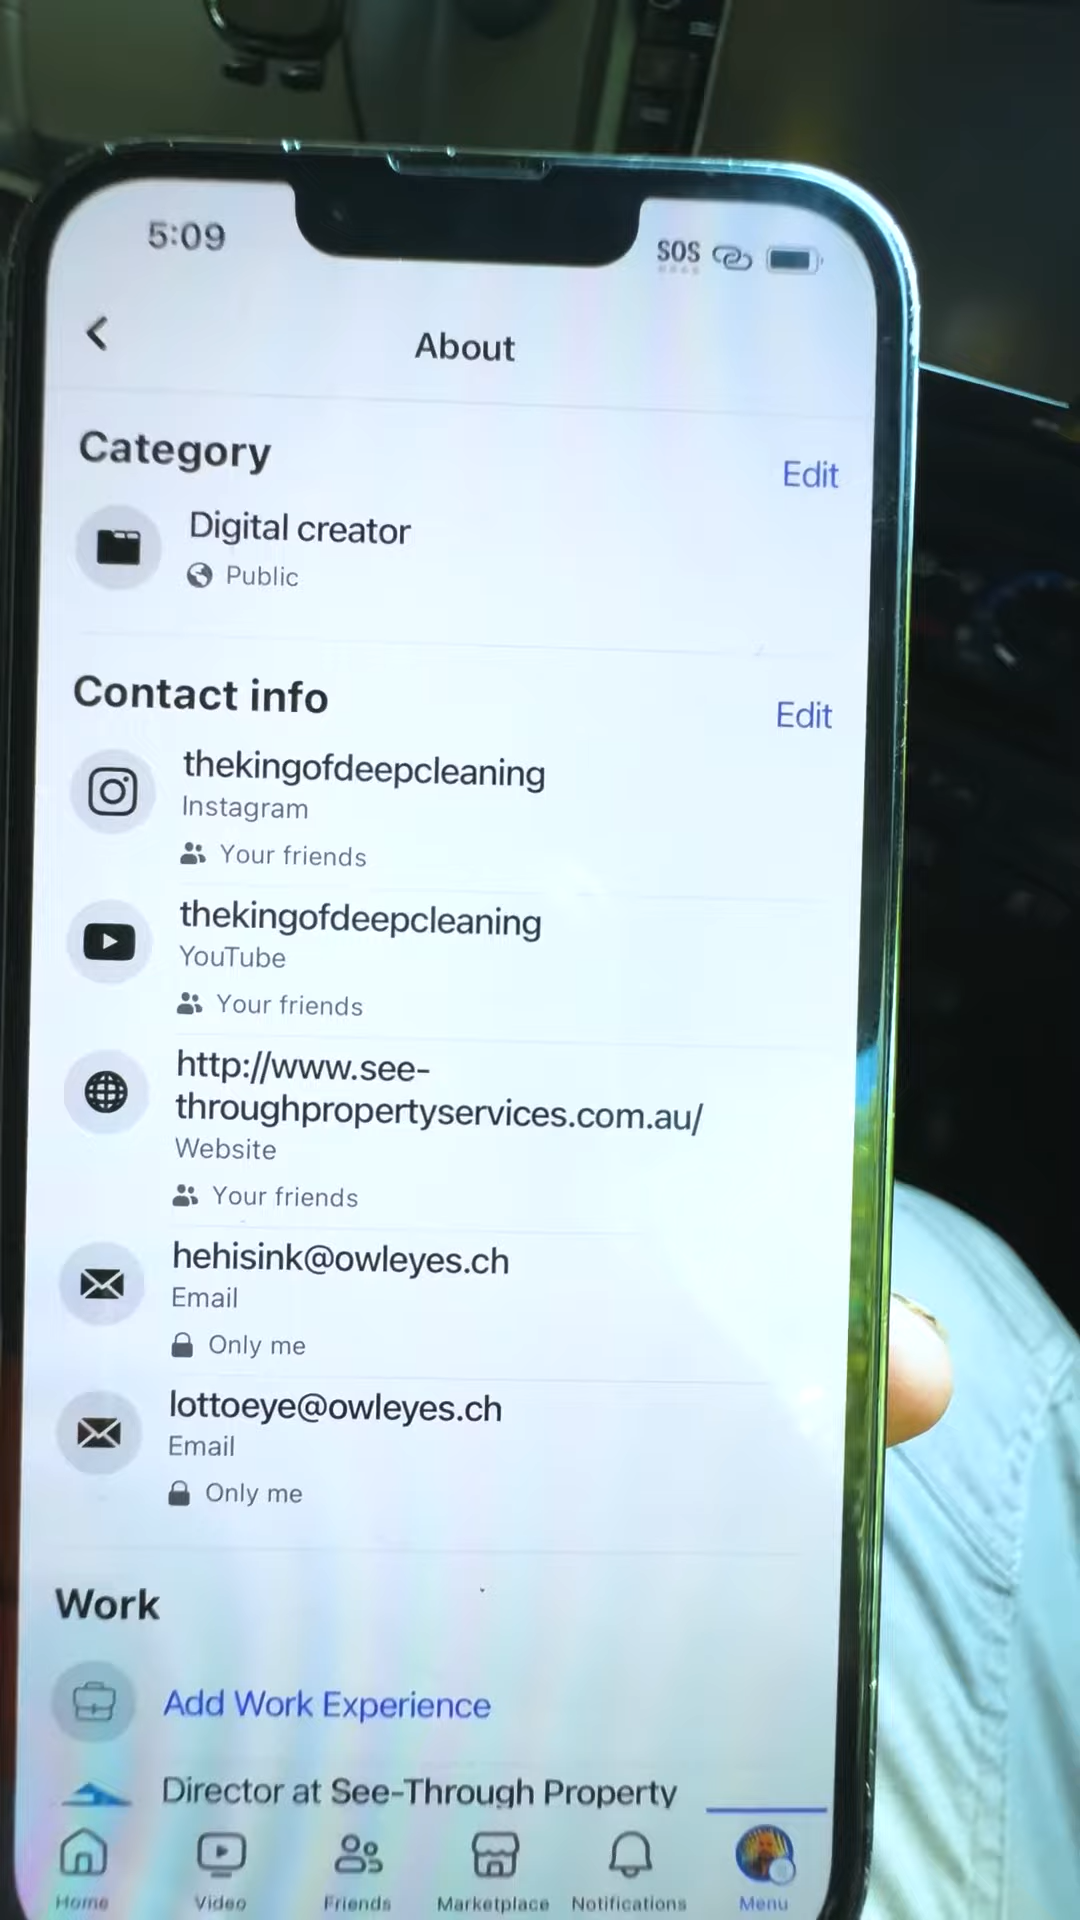 5:09
SOS
About
Category
Edit
Digital creator
Public
Contact info
Edit
thekingofdeepcleaning
Instagram
Your friends
thekingofdeepcleaning
YouTube
Your friends
http://www.see-
throughpropertyservices.com.au/
Website
Your friends
hehisink@owleyes.ch
Email
Only me
lottoeye@owleyes.ch
Email
Only me
Work
Add Work Experience
Director at See-Through Property
Home
Video
Friends
Marketplace
Notifications
Menu